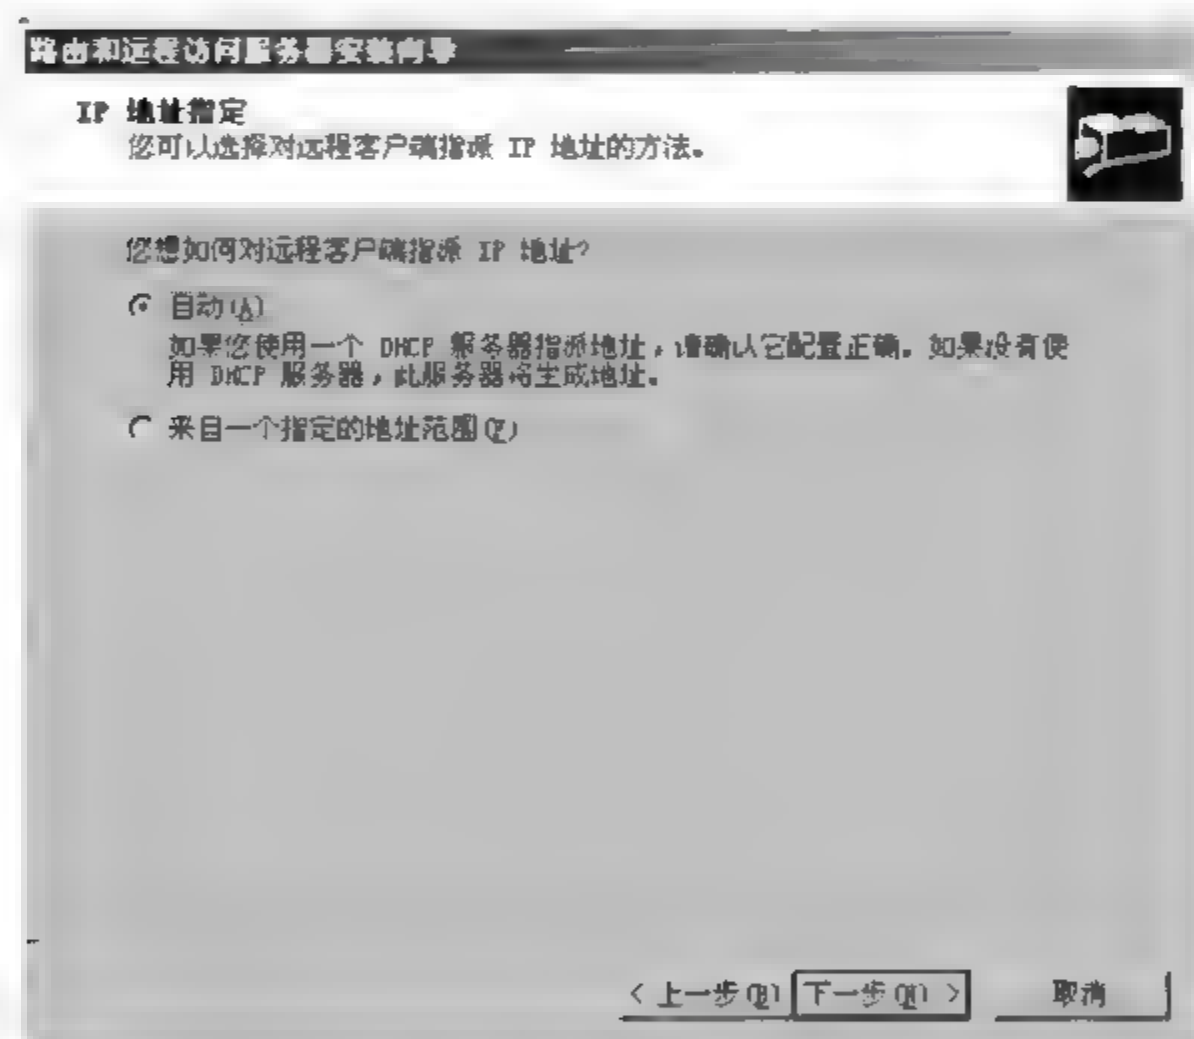 路由和远程访问服务器安装向导
IP 地址指定
您可以选择对远程客户端指派 IP 地址的方法。
您想如何对远程客户端指派 IP 地址?
自动(A)
如果您使用一个 DHCP 服务器指派地址，请确认它配置正确。如果没有使
用 DHCP 服务器，此服务器将生成地址。
来自一个指定的地址范围(F)
< 上一步(B) 下一步(N) > 取消